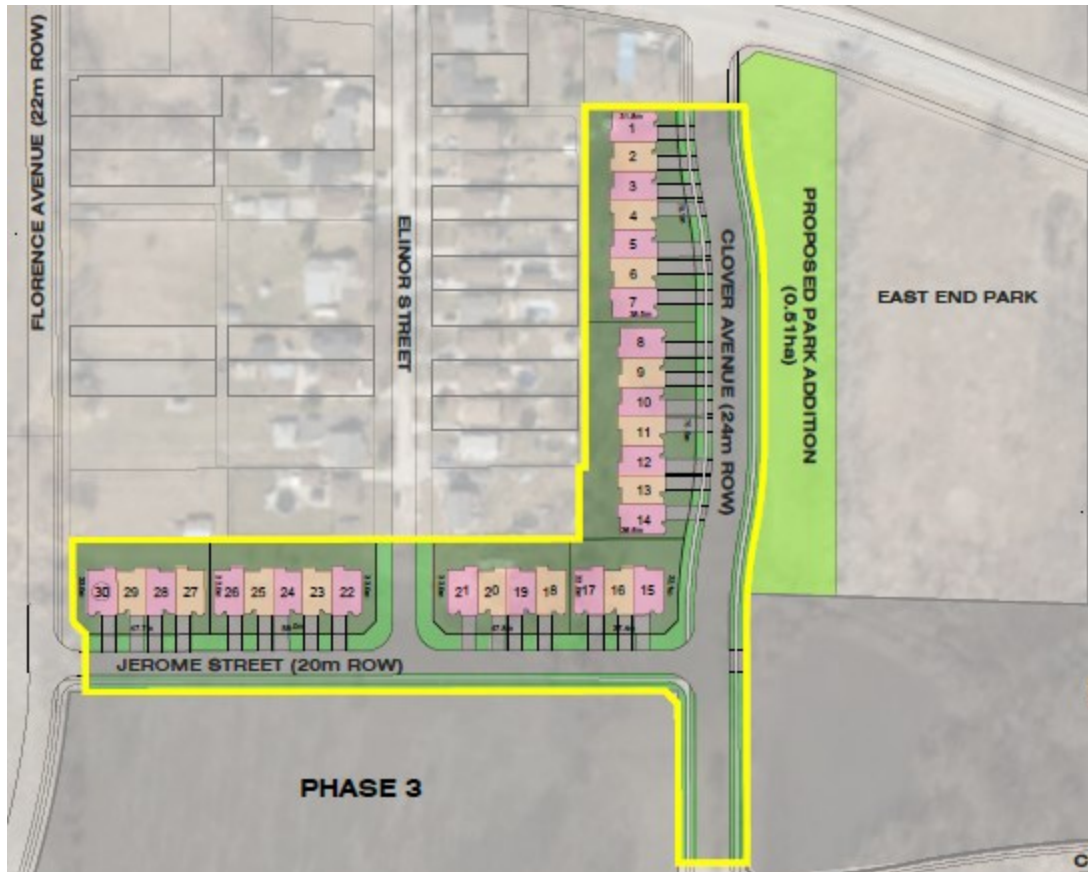 FLORENCE AVENUE (22m ROW)
ELINOR STREET
CLOVER AVENUE (24m ROW)
PROPOSED PARK ADDITION
(0.51ha)
EAST END PARK
1
2
3
4
5
6
7
8
9
10
11
12
13
14
30 29 28 27 26 25 24 23 22 21 20 19 18 17 16 15
JEROME STREET (20m ROW)
PHASE 3
C